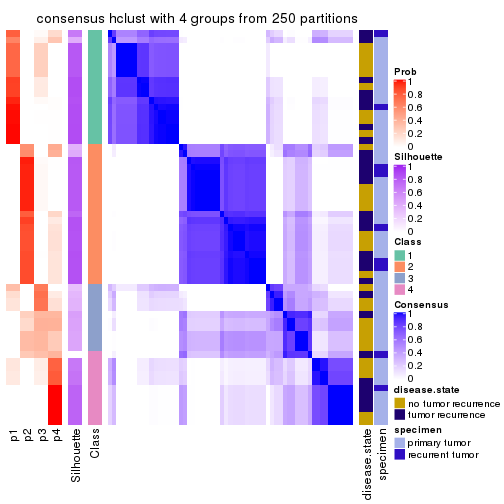 consensus hclust with 4 groups from 250 partitions
Prob
1
0.8
0.6
0.4
0.2
0
Silhouette
1
0.8
0.6
0.4
0.2
0
Class
1
2
3
4
Consensus
1
0.8
0.6
0.4
0.2
0
disease.state
no tumor recurrence
tumor recurrence
specimen
primary tumor
recurrent tumor
p1
p2
p3
p4
Silhouette
Class
disease.state
specimen